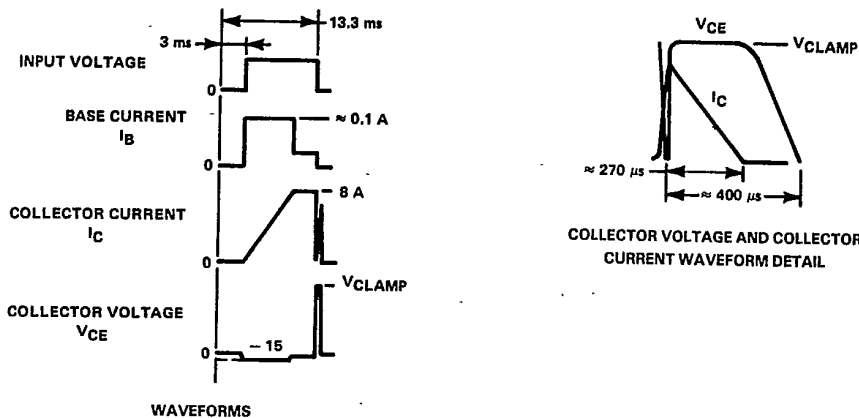 13.3 ms
3 ms
INPUT VOLTAGE
0
BASE CURRENT
IB
≈ 0.1 A
0
COLLECTOR CURRENT
IC
8 A
0
VCLAMP
COLLECTOR VOLTAGE
VCE
– 15
0
WAVEFORMS
VCE
VCLAMP
IC
≈ 270 μs
≈ 400 μs
COLLECTOR VOLTAGE AND COLLECTOR
CURRENT WAVEFORM DETAIL